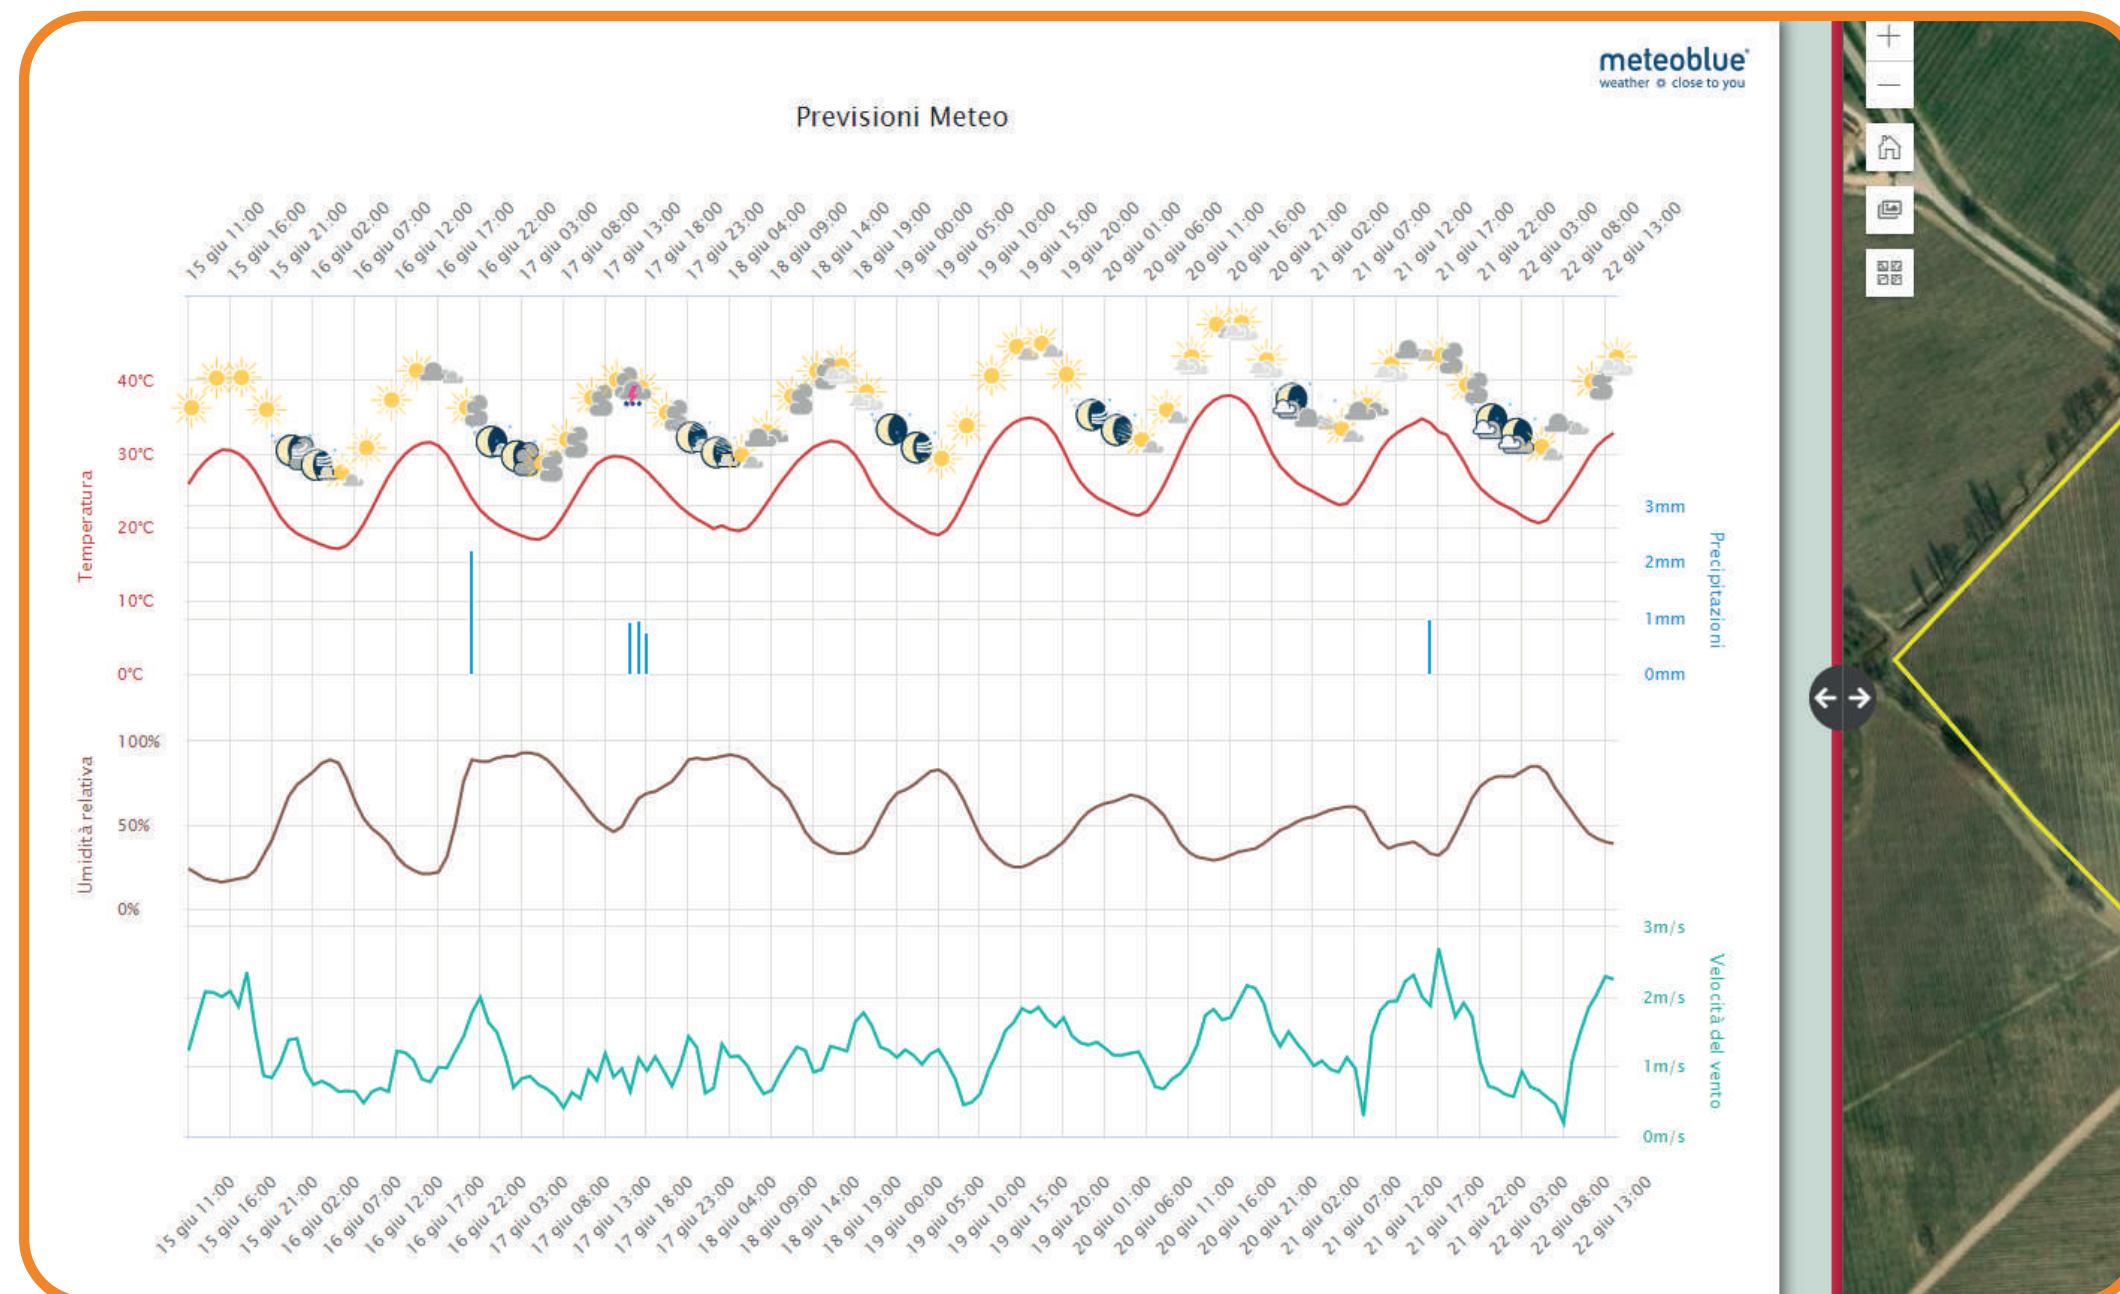 meteoblue
weather close to you
Previsioni Meteo
15 giu 11:00
15 giu 16:00
15 giu 21:00
16 giu 02:00
16 giu 07:00
16 giu 12:00
16 giu 17:00
16 giu 22:00
17 giu 03:00
17 giu 08:00
17 giu 13:00
17 giu 18:00
17 giu 23:00
18 giu 04:00
18 giu 09:00
18 giu 14:00
18 giu 19:00
19 giu 00:00
19 giu 05:00
19 giu 10:00
19 giu 15:00
19 giu 20:00
20 giu 01:00
20 giu 06:00
20 giu 11:00
20 giu 16:00
20 giu 21:00
21 giu 02:00
21 giu 07:00
21 giu 12:00
21 giu 17:00
21 giu 22:00
22 giu 03:00
22 giu 08:00
22 giu 13:00
Temperatura
40°C
30°C
20°C
10°C
0°C
3mm
2mm
1mm
0mm
Precipitazioni
Umidità relativa
100%
50%
0%
3m/s
2m/s
1m/s
0m/s
Velocità del vento
15 giu 11:00
15 giu 16:00
15 giu 21:00
16 giu 02:00
16 giu 07:00
16 giu 12:00
16 giu 17:00
16 giu 22:00
17 giu 03:00
17 giu 08:00
17 giu 13:00
17 giu 18:00
17 giu 23:00
18 giu 04:00
18 giu 09:00
18 giu 14:00
18 giu 19:00
19 giu 00:00
19 giu 05:00
19 giu 10:00
19 giu 15:00
19 giu 20:00
20 giu 01:00
20 giu 06:00
20 giu 11:00
20 giu 16:00
20 giu 21:00
21 giu 02:00
21 giu 07:00
21 giu 12:00
21 giu 17:00
21 giu 22:00
22 giu 03:00
22 giu 08:00
22 giu 13:00